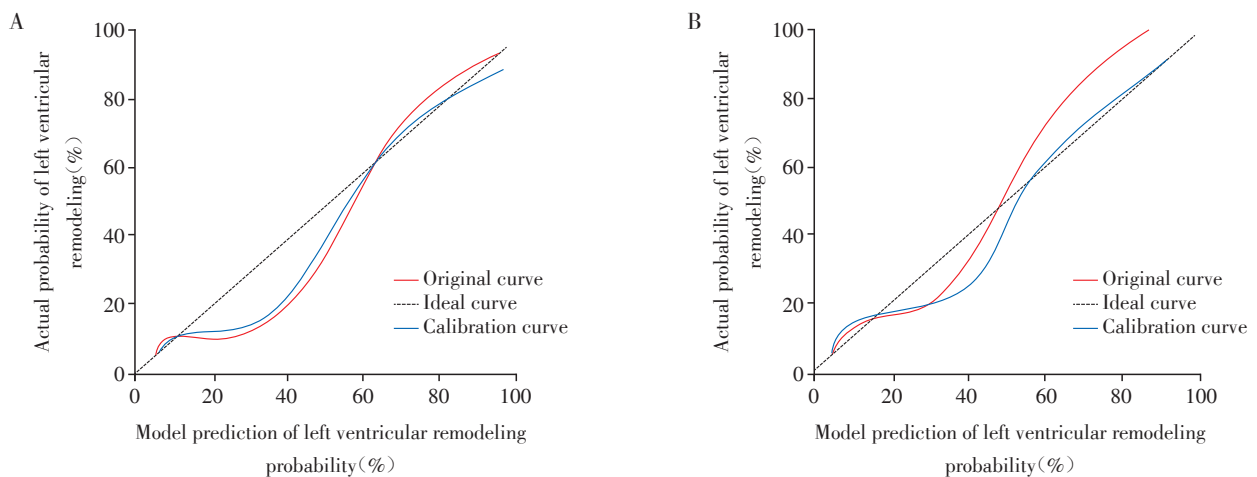 A
Actual probability of left ventricular
remodeling(%)
100
80
60
40
20
0
0 20 40 60 80 100
Original curve
Ideal curve
Calibration curve
Model prediction of left ventricular remodeling
probability(%)
B
Actual probability of left ventricular
remodeling(%)
100
80
60
40
20
0
0 20 40 60 80 100
Original curve
Ideal curve
Calibration curve
Model prediction of left ventricular remodeling
probability(%)